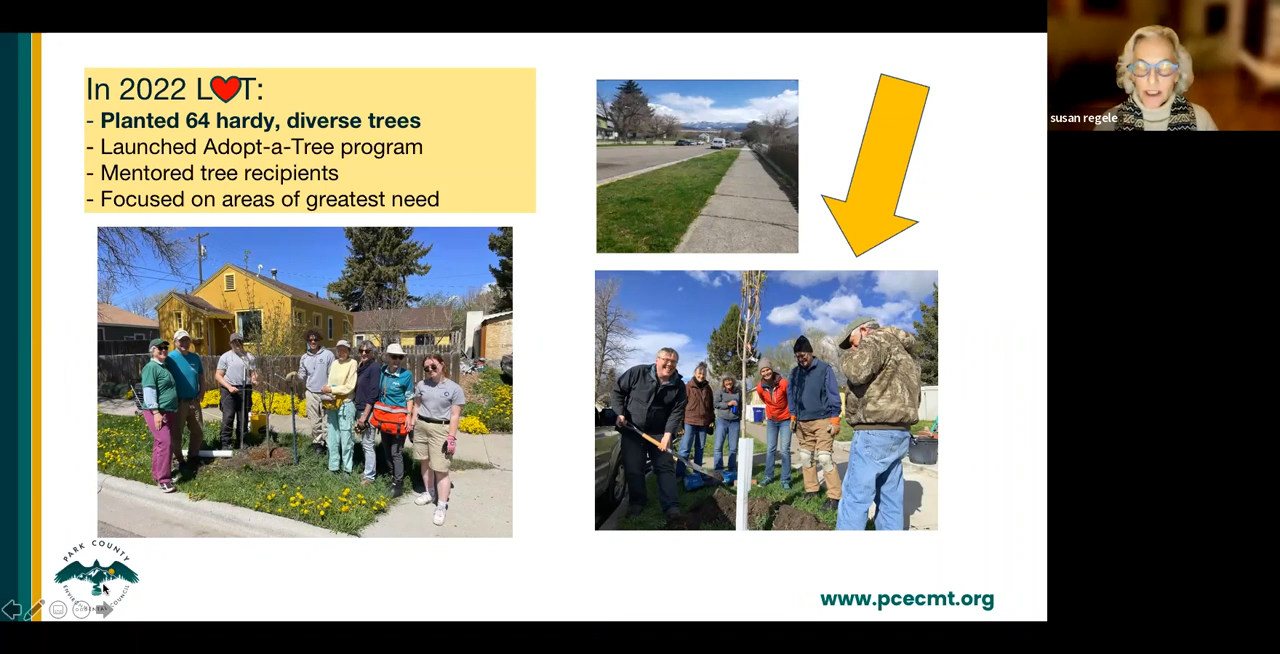 In 2022 L❤T:
- Planted 64 hardy, diverse trees
- Launched Adopt-a-Tree program
- Mentored tree recipients
- Focused on areas of greatest need
susan regele
PARK COUNTY
COUNCIL
www.pcecmt.org